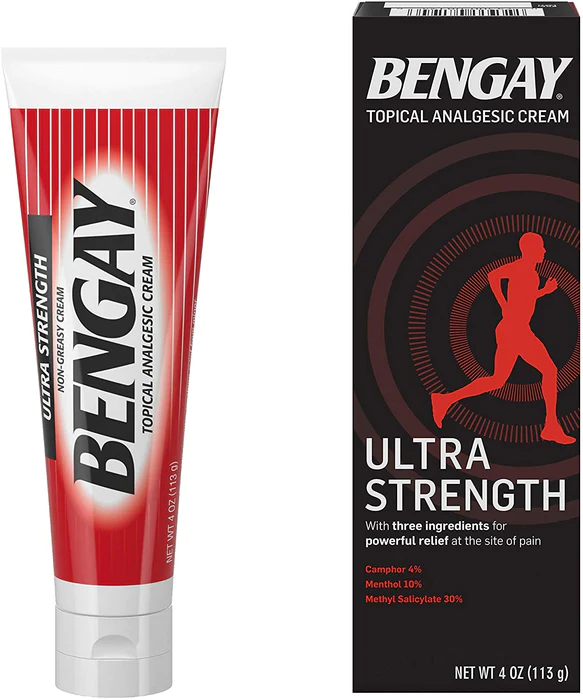 ULTRA STRENGTH
NON-GREASY CREAM
BENGAY®
TOPICAL ANALGESIC CREAM
NET WT 4 OZ (113 g)
BENGAY®
TOPICAL ANALGESIC CREAM
ULTRA
STRENGTH
With three ingredients for
powerful relief at the site of pain
Camphor 4%
Menthol 10%
Methyl Salicylate 30%
NET WT 4 OZ (113 g)